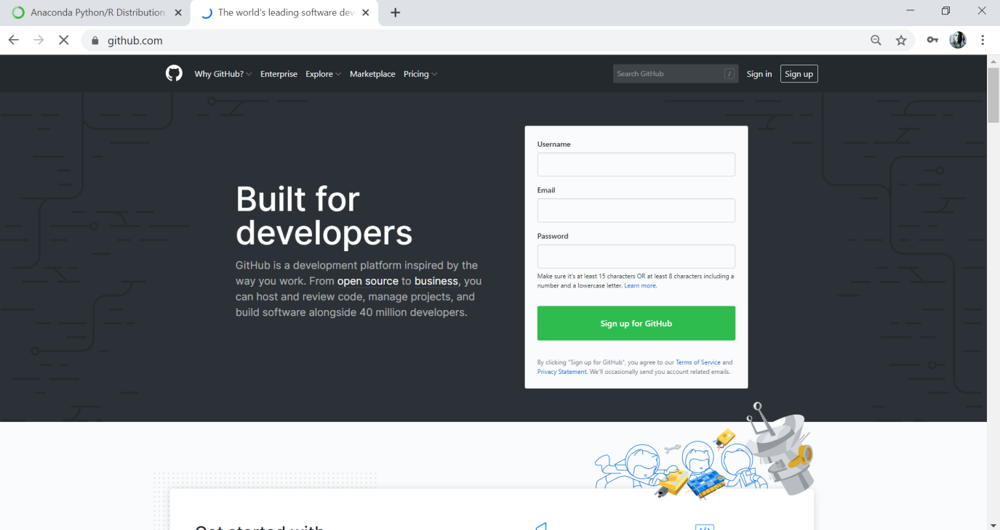 Anaconda Python/R Distribution
The world's leading software dev
github.com
Why GitHub? Enterprise Explore Marketplace Pricing Search GitHub / Sign in Sign up
Built for
developers
GitHub is a development platform inspired by the
way you work. From open source to business, you
can host and review code, manage projects, and
build software alongside 40 million developers.
Username
Email
Password
Make sure it's at least 15 characters OR at least 8 characters including a
number and a lowercase letter. Learn more.
Sign up for GitHub
By clicking "Sign up for GitHub", you agree to our Terms of Service and
Privacy Statement. We'll occasionally send you account related emails.
Get started with